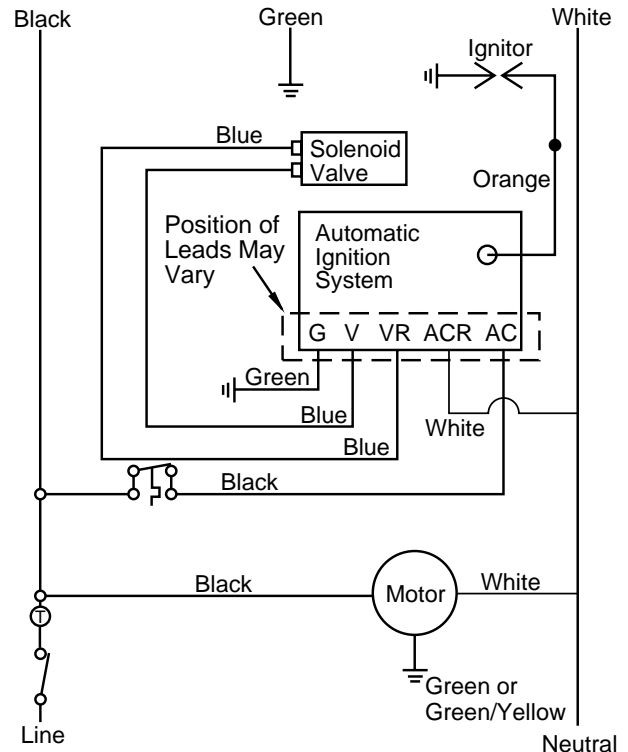 Black
Green
White
Ignitor
Blue
Solenoid
Valve
Orange
Position of
Leads May
Vary
Automatic
Ignition
System
G V VR ACR AC
Green
Blue
White
Blue
Black
Black
Motor
White
T
Green or
Green/Yellow
Line
Neutral